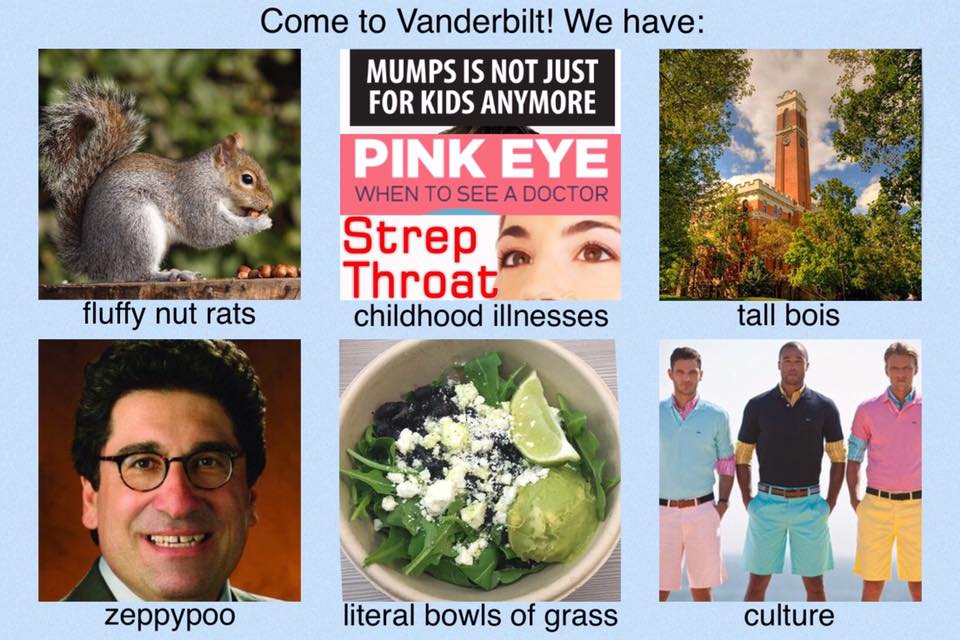 Come to Vanderbilt! We have:
MUMPS IS NOT JUST
FOR KIDS ANYMORE
PINK EYE
WHEN TO SEE A DOCTOR
Strep
Throat
fluffy nut rats
childhood illnesses
tall bois
zeppypoo
literal bowls of grass
culture